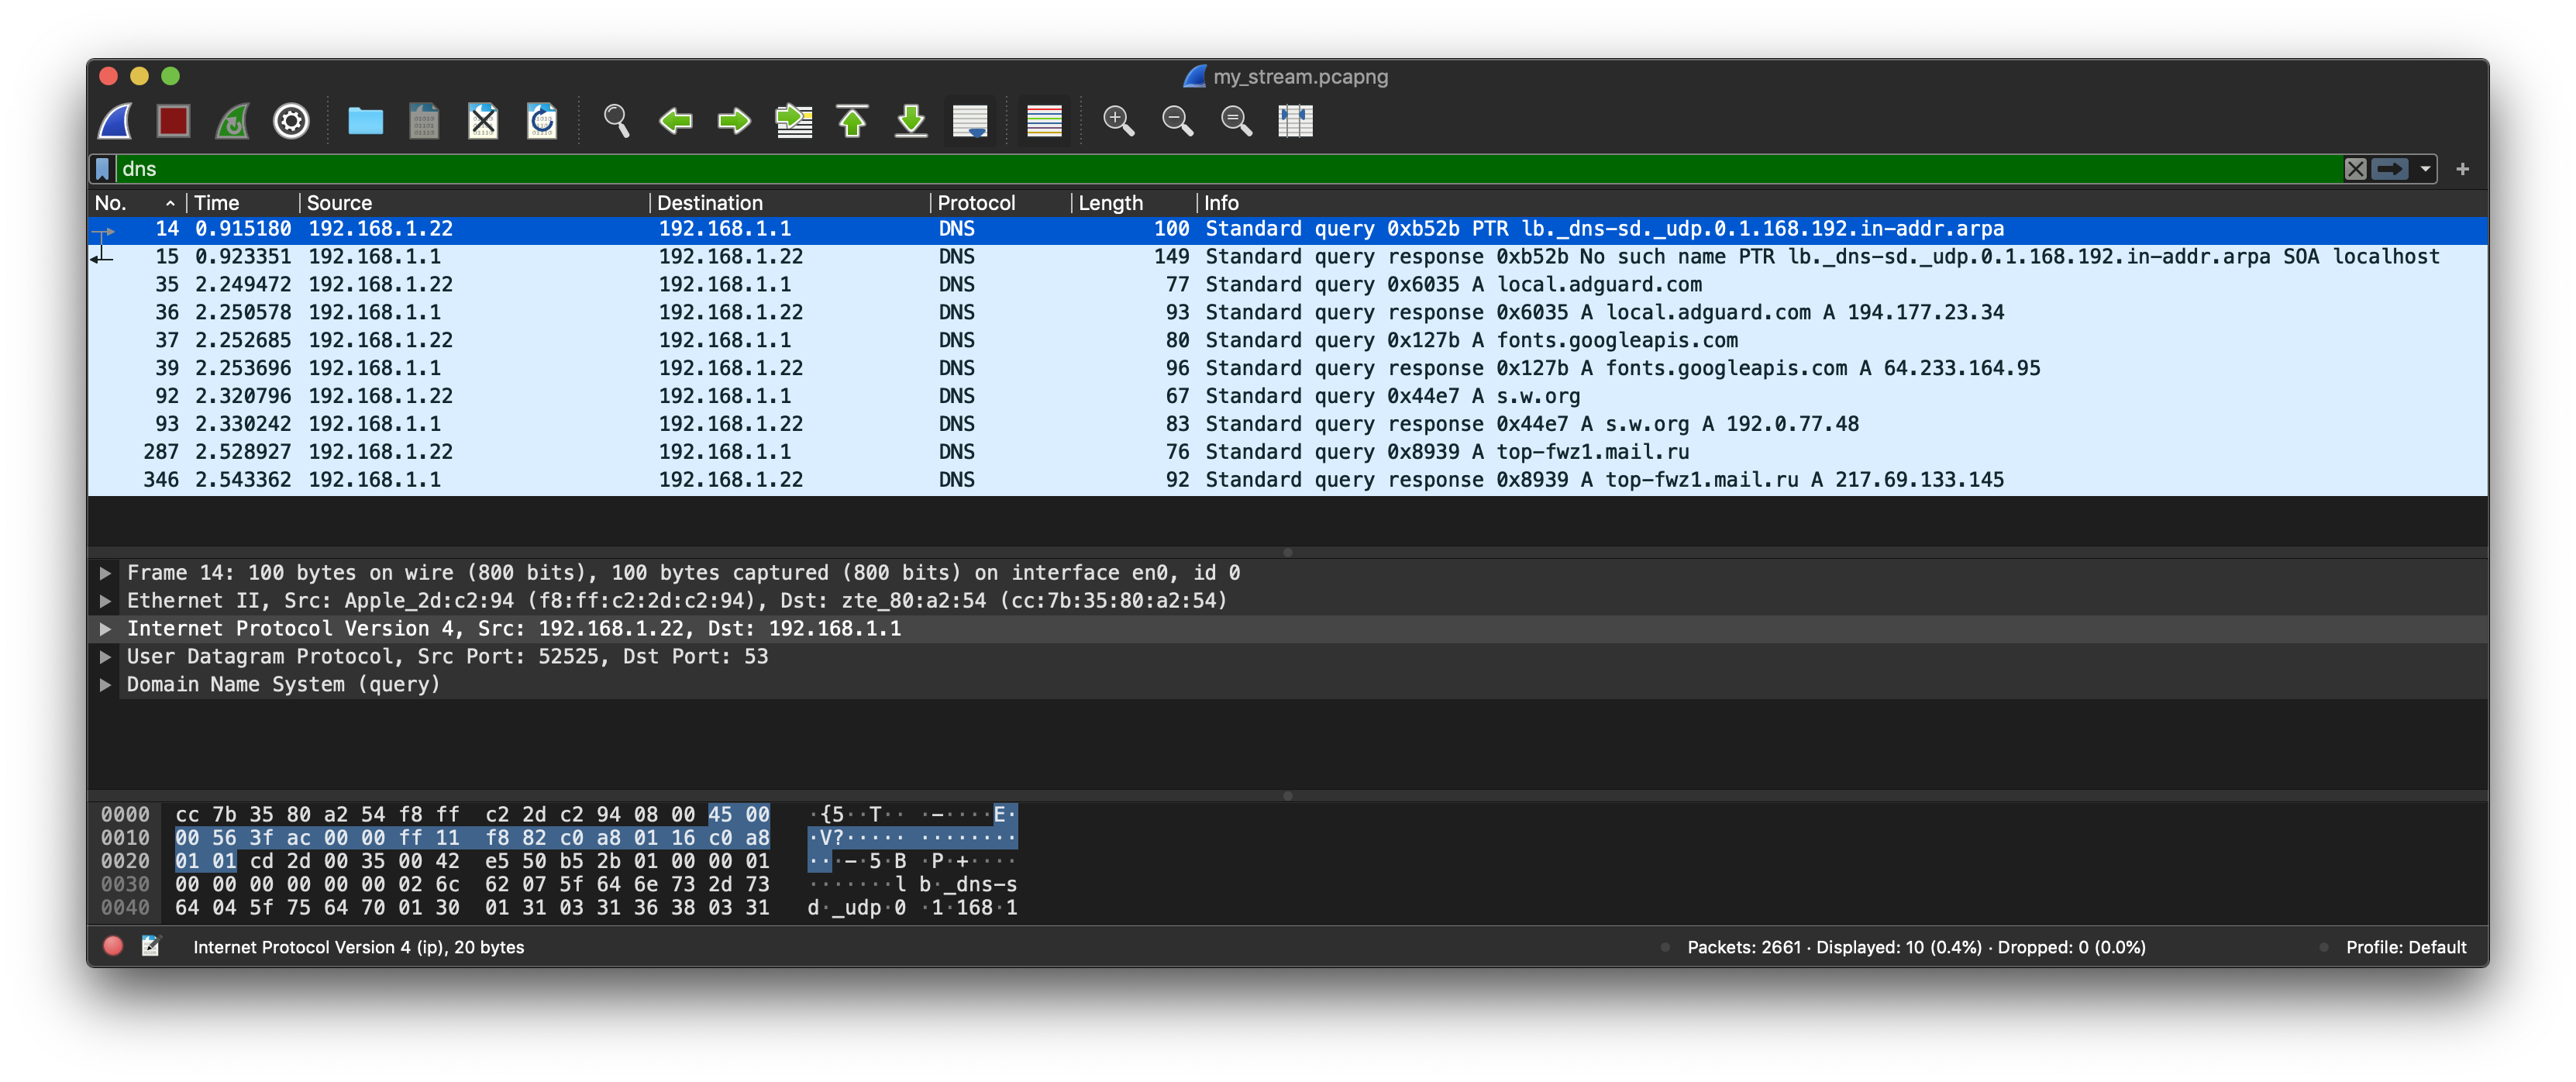 my_stream.pcapng
dns
No. Time Source Destination Protocol Length Info
14 0.915180 192.168.1.22 192.168.1.1 DNS 100 Standard query 0xb52b PTR lb._dns-sd._udp.0.1.168.192.in-addr.arpa
15 0.923351 192.168.1.1 192.168.1.22 DNS 149 Standard query response 0xb52b No such name PTR lb._dns-sd._udp.0.1.168.192.in-addr.arpa SOA localhost
35 2.249472 192.168.1.22 192.168.1.1 DNS 77 Standard query 0x6035 A local.adguard.com
36 2.250578 192.168.1.1 192.168.1.22 DNS 93 Standard query response 0x6035 A local.adguard.com A 194.177.23.34
37 2.252685 192.168.1.22 192.168.1.1 DNS 80 Standard query 0x127b A fonts.googleapis.com
39 2.253696 192.168.1.1 192.168.1.22 DNS 96 Standard query response 0x127b A fonts.googleapis.com A 64.233.164.95
92 2.320796 192.168.1.22 192.168.1.1 DNS 67 Standard query 0x44e7 A s.w.org
93 2.330242 192.168.1.1 192.168.1.22 DNS 83 Standard query response 0x44e7 A s.w.org A 192.0.77.48
287 2.528927 192.168.1.22 192.168.1.1 DNS 76 Standard query 0x8939 A top-fwz1.mail.ru
346 2.543362 192.168.1.1 192.168.1.22 DNS 92 Standard query response 0x8939 A top-fwz1.mail.ru A 217.69.133.145
Frame 14: 100 bytes on wire (800 bits), 100 bytes captured (800 bits) on interface en0, id 0
Ethernet II, Src: Apple_2d:c2:94 (f8:ff:c2:2d:c2:94), Dst: zte_80:a2:54 (cc:7b:35:80:a2:54)
Internet Protocol Version 4, Src: 192.168.1.22, Dst: 192.168.1.1
User Datagram Protocol, Src Port: 52525, Dst Port: 53
Domain Name System (query)
0000 cc 7b 35 80 a2 54 f8 ff c2 2d c2 94 08 00 45 00 ·{5··T·· ·-····E·
0010 00 56 3f ac 00 00 ff 11 f8 82 c0 a8 01 16 c0 a8 ·V?····· ········
0020 01 01 cd 2d 00 35 00 42 e5 50 b5 2b 01 00 00 01 ···-·5·B ·P·+····
0030 00 00 00 00 00 00 02 6c 62 07 5f 64 6e 73 2d 73 ·······l b·_dns-s
0040 64 04 5f 75 64 70 01 30 01 31 03 31 36 38 03 31 d·_udp·0 ·1·168·1
Internet Protocol Version 4 (ip), 20 bytes
Packets: 2661 · Displayed: 10 (0.4%) · Dropped: 0 (0.0%)
Profile: Default